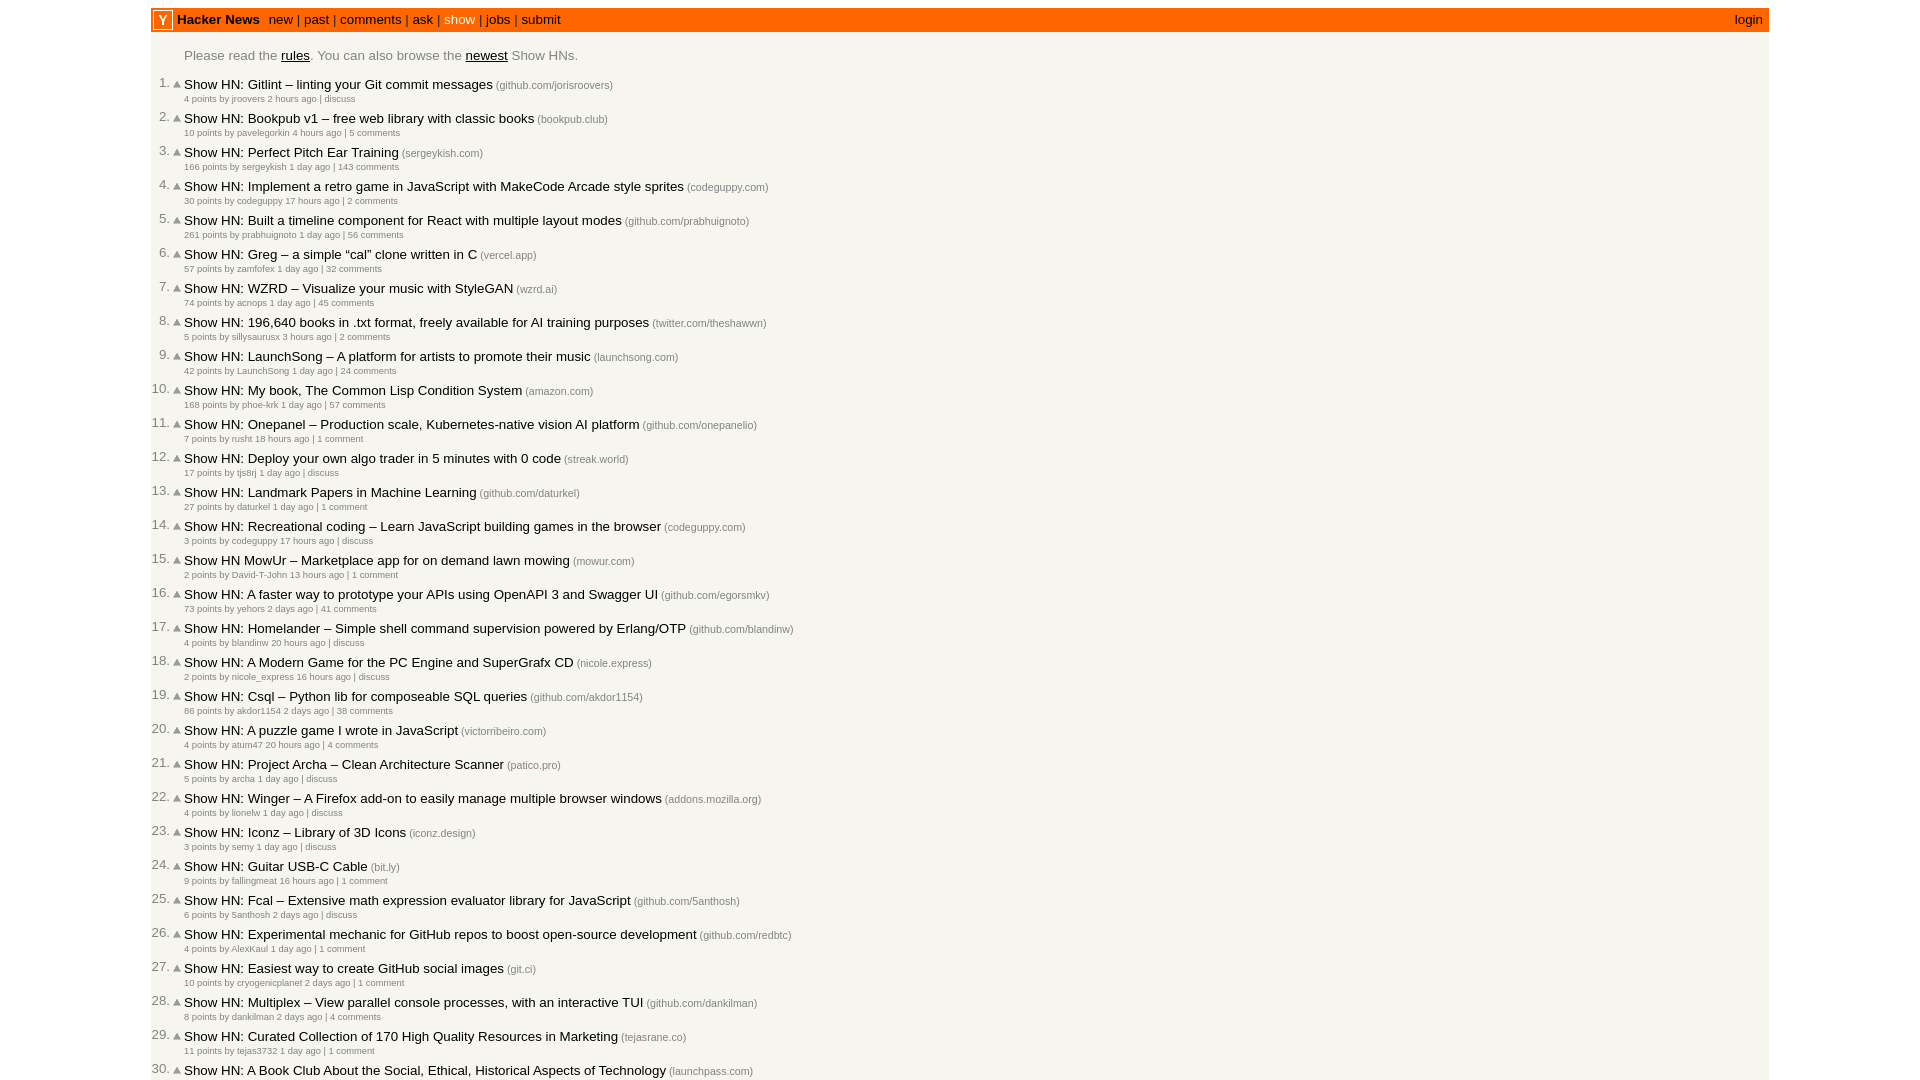 Y Hacker News new | past | comments | ask | show | jobs | submit login
Please read the rules. You can also browse the newest Show HNs.
1. Show HN: Gitlint – linting your Git commit messages (github.com/jorisroovers)
4 points by jroovers 2 hours ago | discuss
2. Show HN: Bookpub v1 – free web library with classic books (bookpub.club)
10 points by pavelegorkin 4 hours ago | 5 comments
3. Show HN: Perfect Pitch Ear Training (sergeykish.com)
166 points by sergeykish 1 day ago | 143 comments
4. Show HN: Implement a retro game in JavaScript with MakeCode Arcade style sprites (codeguppy.com)
30 points by codeguppy 17 hours ago | 2 comments
5. Show HN: Built a timeline component for React with multiple layout modes (github.com/prabhuignoto)
261 points by prabhuignoto 1 day ago | 56 comments
6. Show HN: Greg – a simple “cal” clone written in C (vercel.app)
57 points by zamfofex 1 day ago | 32 comments
7. Show HN: WZRD – Visualize your music with StyleGAN (wzrd.ai)
74 points by acnops 1 day ago | 45 comments
8. Show HN: 196,640 books in .txt format, freely available for AI training purposes (twitter.com/theshawwn)
5 points by sillysaurusx 3 hours ago | 2 comments
9. Show HN: LaunchSong – A platform for artists to promote their music (launchsong.com)
42 points by LaunchSong 1 day ago | 24 comments
10. Show HN: My book, The Common Lisp Condition System (amazon.com)
168 points by phoe-krk 1 day ago | 57 comments
11. Show HN: Onepanel – Production scale, Kubernetes-native vision AI platform (github.com/onepanelio)
7 points by rusht 18 hours ago | 1 comment
12. Show HN: Deploy your own algo trader in 5 minutes with 0 code (streak.world)
17 points by tjs8rj 1 day ago | discuss
13. Show HN: Landmark Papers in Machine Learning (github.com/daturkel)
27 points by daturkel 1 day ago | 1 comment
14. Show HN: Recreational coding – Learn JavaScript building games in the browser (codeguppy.com)
3 points by codeguppy 17 hours ago | discuss
15. Show HN MowUr – Marketplace app for on demand lawn mowing (mowur.com)
2 points by David-T-John 13 hours ago | 1 comment
16. Show HN: A faster way to prototype your APIs using OpenAPI 3 and Swagger UI (github.com/egorsmkv)
73 points by yehors 2 days ago | 41 comments
17. Show HN: Homelander – Simple shell command supervision powered by Erlang/OTP (github.com/blandinw)
4 points by blandinw 20 hours ago | discuss
18. Show HN: A Modern Game for the PC Engine and SuperGrafx CD (nicole.express)
2 points by nicole_express 16 hours ago | discuss
19. Show HN: Csql – Python lib for composeable SQL queries (github.com/akdor1154)
86 points by akdor1154 2 days ago | 38 comments
20. Show HN: A puzzle game I wrote in JavaScript (victorribeiro.com)
4 points by atum47 20 hours ago | 4 comments
21. Show HN: Project Archa – Clean Architecture Scanner (patico.pro)
5 points by archa 1 day ago | discuss
22. Show HN: Winger – A Firefox add-on to easily manage multiple browser windows (addons.mozilla.org)
4 points by lionelw 1 day ago | discuss
23. Show HN: Iconz – Library of 3D Icons (iconz.design)
3 points by semy 1 day ago | discuss
24. Show HN: Guitar USB-C Cable (bit.ly)
9 points by fallingmeat 16 hours ago | 1 comment
25. Show HN: Fcal – Extensive math expression evaluator library for JavaScript (github.com/5anthosh)
6 points by 5anthosh 2 days ago | discuss
26. Show HN: Experimental mechanic for GitHub repos to boost open-source development (github.com/redbtc)
4 points by AlexKaul 1 day ago | 1 comment
27. Show HN: Easiest way to create GitHub social images (git.ci)
10 points by cryogenicplanet 2 days ago | 1 comment
28. Show HN: Multiplex – View parallel console processes, with an interactive TUI (github.com/dankilman)
8 points by dankilman 2 days ago | 4 comments
29. Show HN: Curated Collection of 170 High Quality Resources in Marketing (tejasrane.co)
11 points by tejas3732 1 day ago | 1 comment
30. Show HN: A Book Club About the Social, Ethical, Historical Aspects of Technology (launchpass.com)